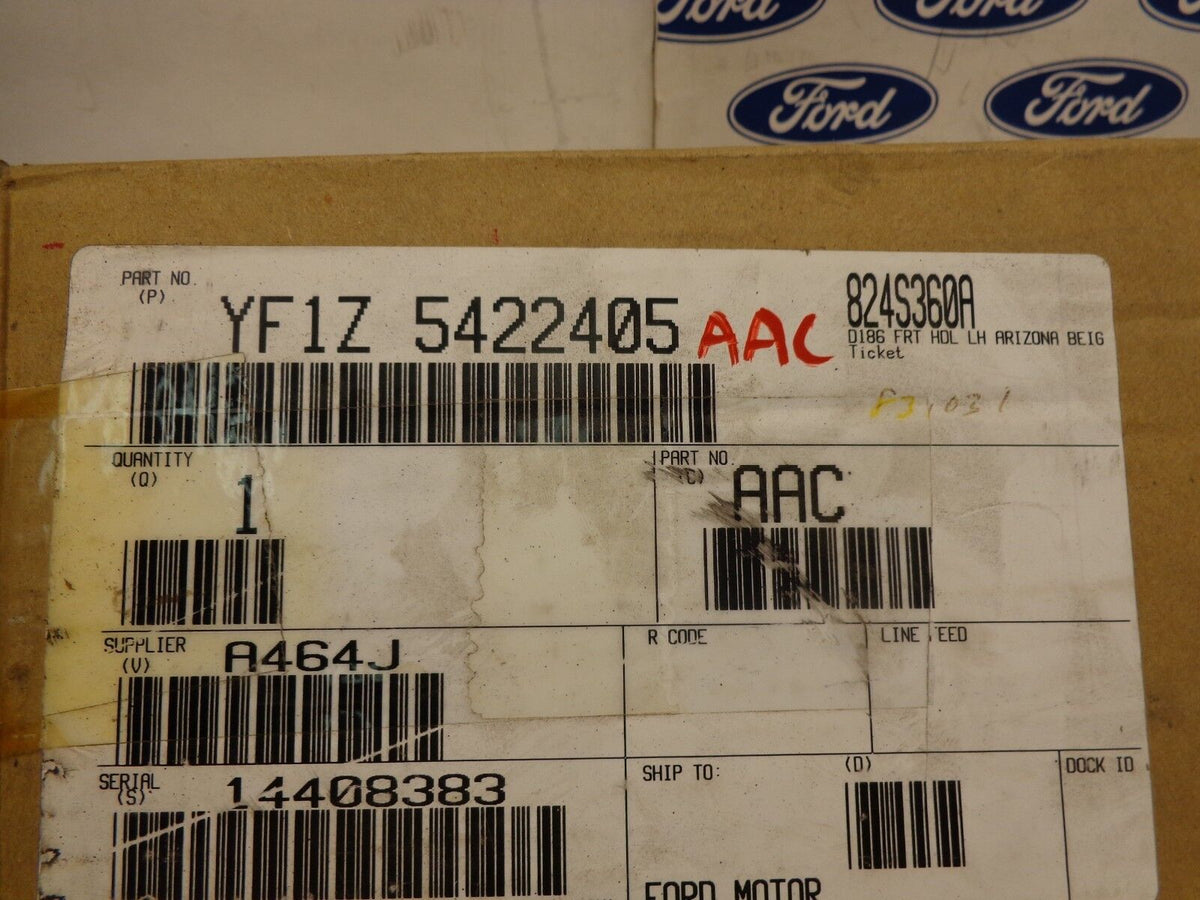 Ford Ford Ford
Ford Ford
PART NO.
(P)
YF1Z 5422405 AAC
824S360A
D186 FRT HDL LH ARIZONA BEIG
Ticket
QUANTITY
(Q)
1
PART NO.
(C)
AAC
SUPPLIER
(V)
A464J
R CODE
LINE FEED
SERIAL
(S)
14408383
SHIP TO:
(D)
DOCK ID
FORD MOTOR